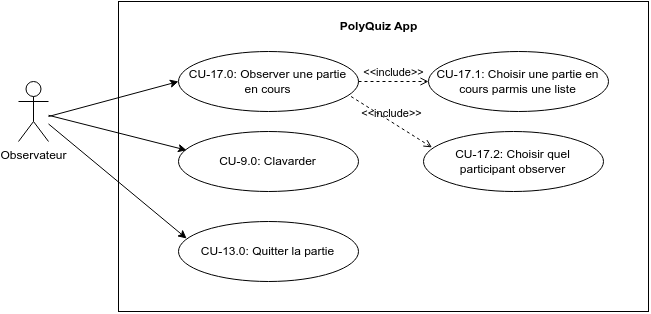 PolyQuiz App
CU-17.0: Observer une partie
en cours
<<include>>
CU-17.1: Choisir une partie en
cours parmis une liste
<<include>>
Observateur
CU-9.0: Clavarder
CU-17.2: Choisir quel
participant observer
CU-13.0: Quitter la partie